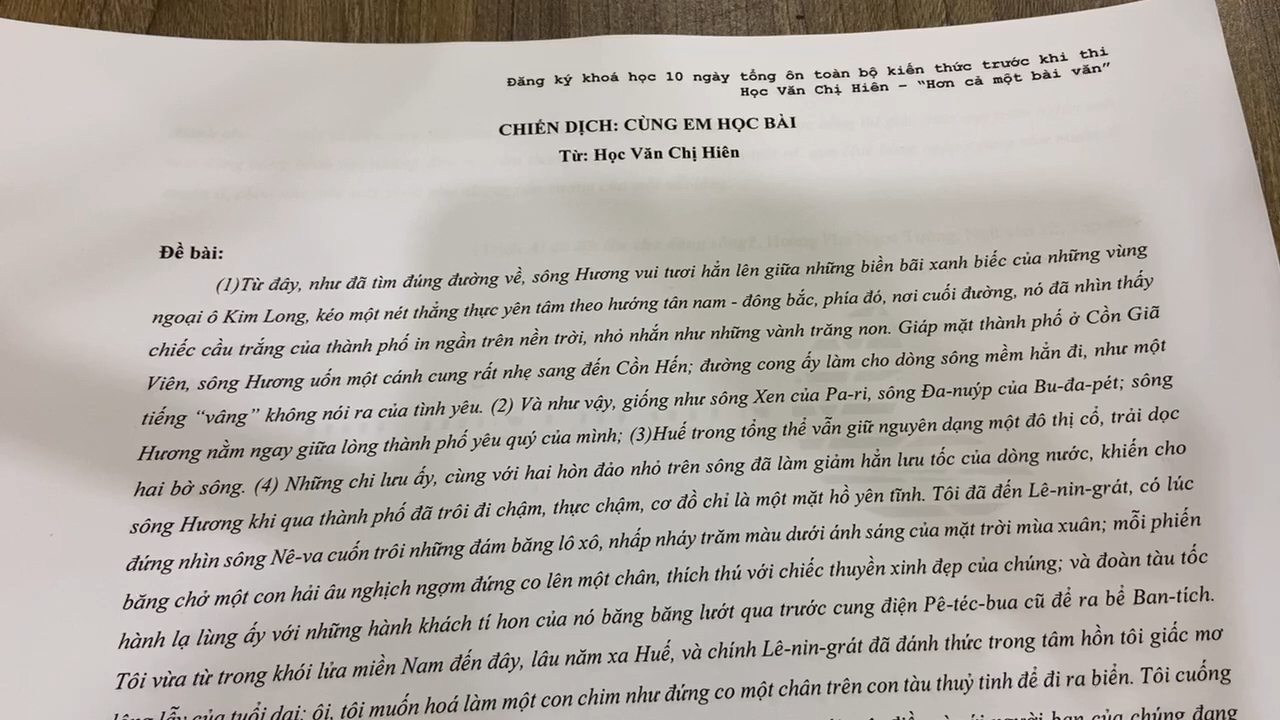 Đăng ký khoá học 10 ngày tổng ôn toàn bộ kiến thức trước khi thi
Học Văn Chị Hiên – “Hơn cả một bài văn”
CHIẾN DỊCH: CÙNG EM HỌC BÀI
Từ: Học Văn Chị Hiên
Đề bài:
(1)Từ đây, như đã tìm đúng đường về, sông Hương vui tươi hẳn lên giữa những biền bãi xanh biếc của những vùng
ngoại ô Kim Long, kéo một nét thẳng thực yên tâm theo hướng tân nam - đông bắc, phía đó, nơi cuối đường, nó đã nhìn thấy
chiếc cầu trắng của thành phố in ngần trên nền trời, nhỏ nhắn như những vành trăng non. Giáp mặt thành phố ở Cồn Giã
Viên, sông Hương uốn một cánh cung rất nhẹ sang đến Cồn Hến; đường cong ấy làm cho dòng sông mềm hẳn đi, như một
tiếng “vâng” không nói ra của tình yêu. (2) Và như vậy, giống như sông Xen của Pa-ri, sông Đa-nuýp của Bu-đa-pét; sông
Hương nằm ngay giữa lòng thành phố yêu quý của mình; (3)Huế trong tổng thể vẫn giữ nguyên dạng một đô thị cổ, trải dọc
hai bờ sông. (4) Những chi lưu ấy, cùng với hai hòn đảo nhỏ trên sông đã làm giảm hẳn lưu tốc của dòng nước, khiến cho
sông Hương khi qua thành phố đã trôi đi chậm, thực chậm, cơ đồ chỉ là một mặt hồ yên tĩnh. Tôi đã đến Lê-nin-grát, có lúc
đứng nhìn sông Nê-va cuốn trôi những đám băng lô xô, nhấp nháy trăm màu dưới ánh sáng của mặt trời mùa xuân; mỗi phiến
băng chở một con hải âu nghịch ngợm đứng co lên một chân, thích thú với chiếc thuyền xinh đẹp của chúng; và đoàn tàu tốc
hành lạ lùng ấy với những hành khách tí hon của nó băng băng lướt qua trước cung điện Pê-téc-bua cũ để ra bể Ban-tích.
Tôi vừa từ trong khói lửa miền Nam đến đây, lâu năm xa Huế, và chính Lê-nin-grát đã đánh thức trong tâm hồn tôi giấc mơ
lộng lẫy của tuổi dại: ôi, tôi muốn hoá làm một con chim như đứng co một chân trên con tàu thuỷ tinh để đi ra biển. Tôi cuống
người bạn của chúng đang